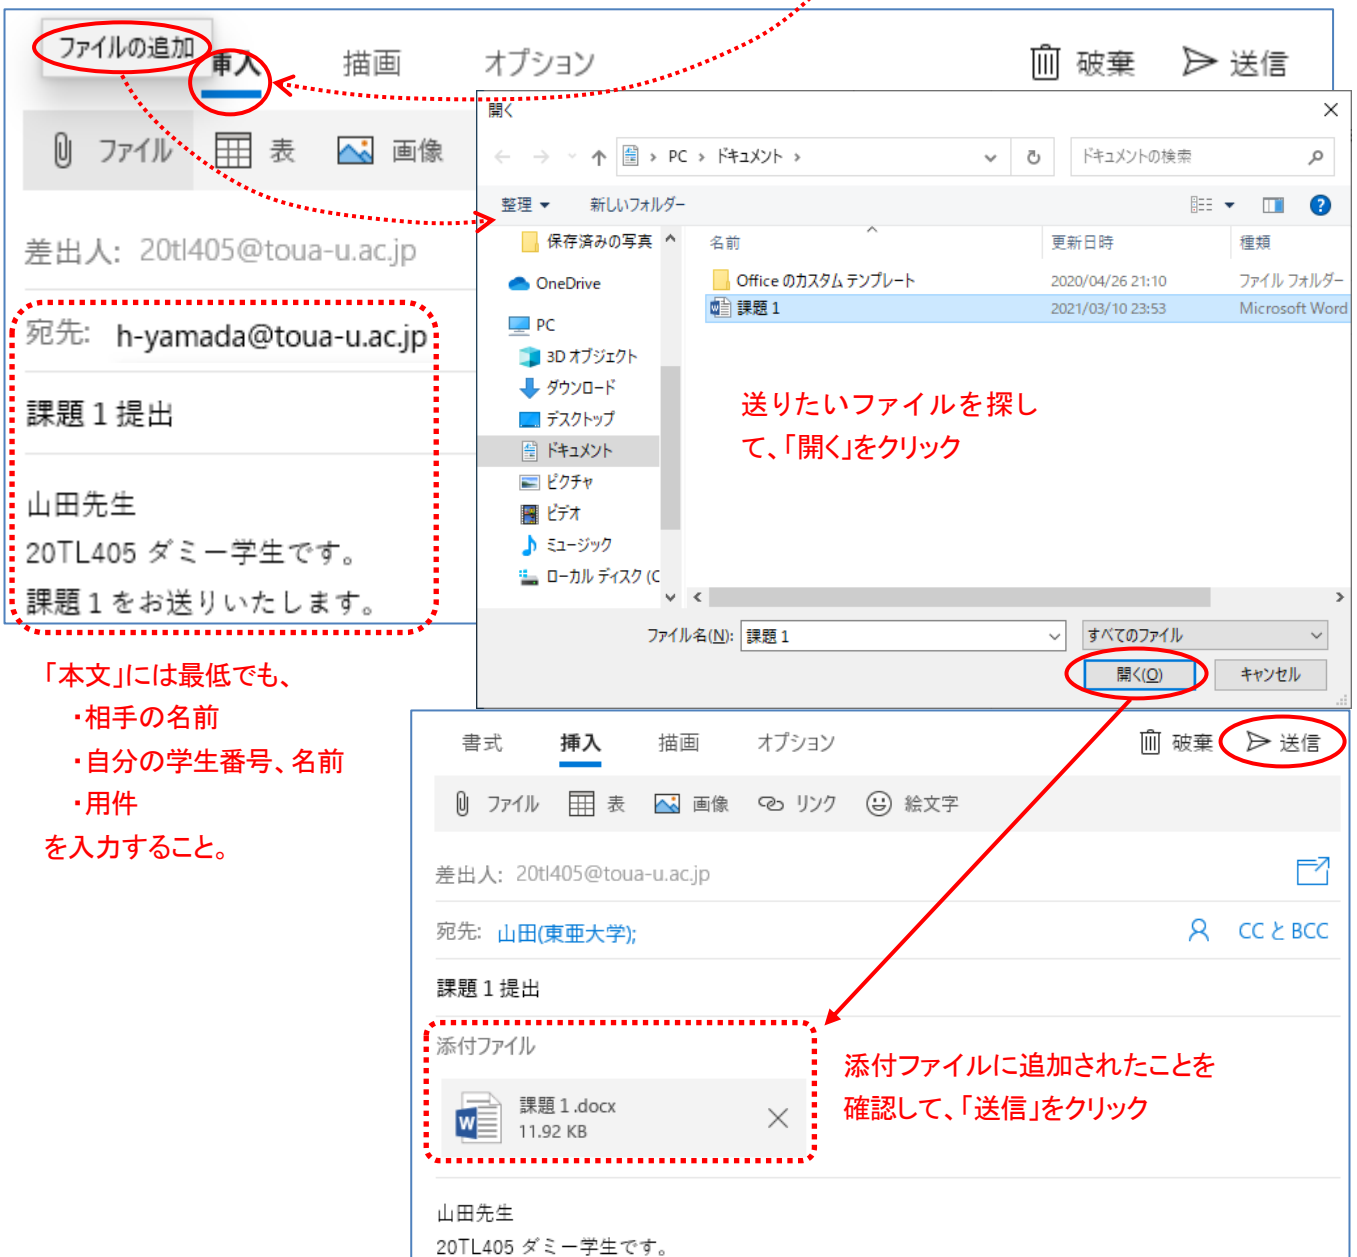 ファイルの追加
挿入
描画
オプション
破棄
送信
ファイル
表
画像
差出人: 20tl405@toua-u.ac.jp
宛先: h-yamada@toua-u.ac.jp
課題 1 提出
山田先生
20TL405 ダミー学生です。
課題 1 をお送りいたします。
開く
PC › ドキュメント ›
ドキュメントの検索
整理
新しいフォルダー
保存済みの写真
OneDrive
PC
3D オブジェクト
ダウンロード
デスクトップ
ドキュメント
ピクチャ
ビデオ
ミュージック
ローカル ディスク (C
名前 更新日時 種類
Office のカスタム テンプレート 2020/04/26 21:10 ファイル フォルダー
課題 1 2021/03/10 23:53 Microsoft Word
送りたいファイルを探し
て、「開く」をクリック
ファイル名(N): 課題 1
すべてのファイル
開く(O)
キャンセル
「本文」には最低でも、
・相手の名前
・自分の学生番号、名前
・用件
を入力すること。
書式 挿入 描画 オプション 破棄 送信
ファイル 表 画像 リンク 絵文字
差出人: 20tl405@toua-u.ac.jp
宛先: 山田(東亜大学);
CC と BCC
課題 1 提出
添付ファイル
課題 1.docx
11.92 KB
添付ファイルに追加されたことを
確認して、「送信」をクリック
山田先生
20TL405 ダミー学生です。